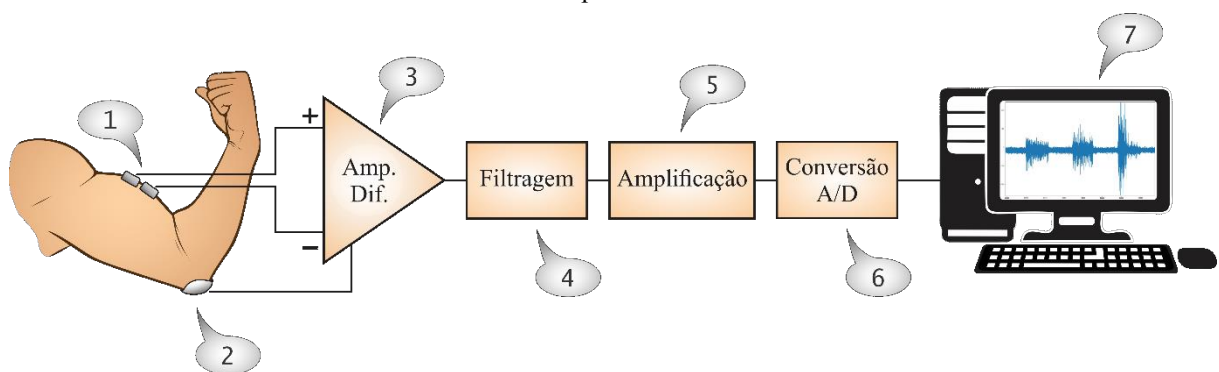 1
2
3
+
Amp.
Dif.
−
Filtragem
4
5
Amplificação
Conversão
A/D
6
7